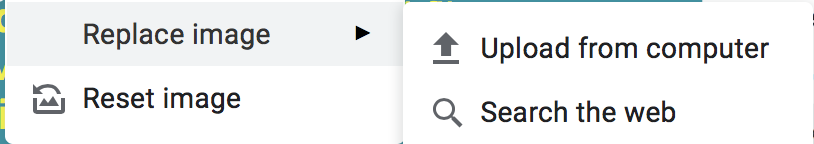 Replace image
Reset image
Upload from computer
Search the web